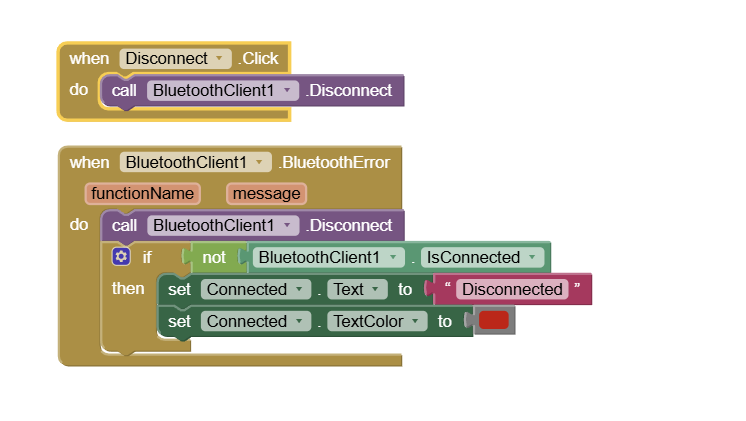 when Disconnect .Click
do call BluetoothClient1 .Disconnect
when BluetoothClient1 .BluetoothError
functionName message
do call BluetoothClient1 .Disconnect
if not BluetoothClient1 . IsConnected
then set Connected . Text to “ Disconnected ”
set Connected . TextColor to